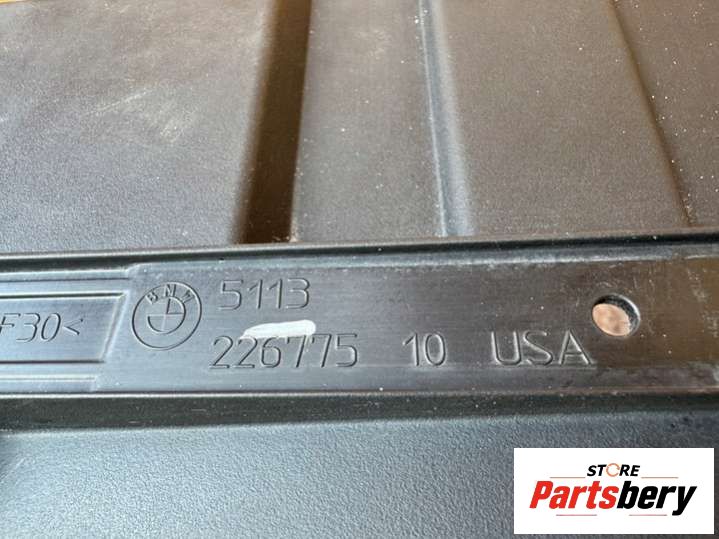 BMW 5113
F30< 226775 10 USA
STORE
Partsbery